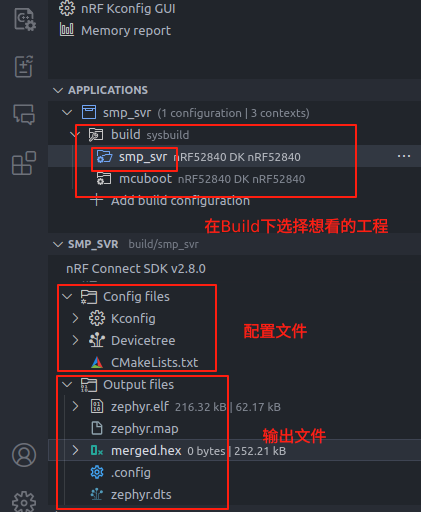 nRF Kconfig GUI
Memory report
APPLICATIONS
smp_svr (1 configuration | 3 contexts)
build sysbuild
smp_svr nRF52840 DK nRF52840
mcuboot nRF52840 DK nRF52840
Add build configuration
在Build下选择想看的工程
SMP_SVR build/smp_svr
nRF Connect SDK v2.8.0
Config files
Kconfig
配置文件
Devicetree
CMakeLists.txt
Output files
zephyr.elf 216.32 kB | 62.17 kB
zephyr.map
输出文件
merged.hex 0 bytes | 252.21 kB
.config
zephyr.dts